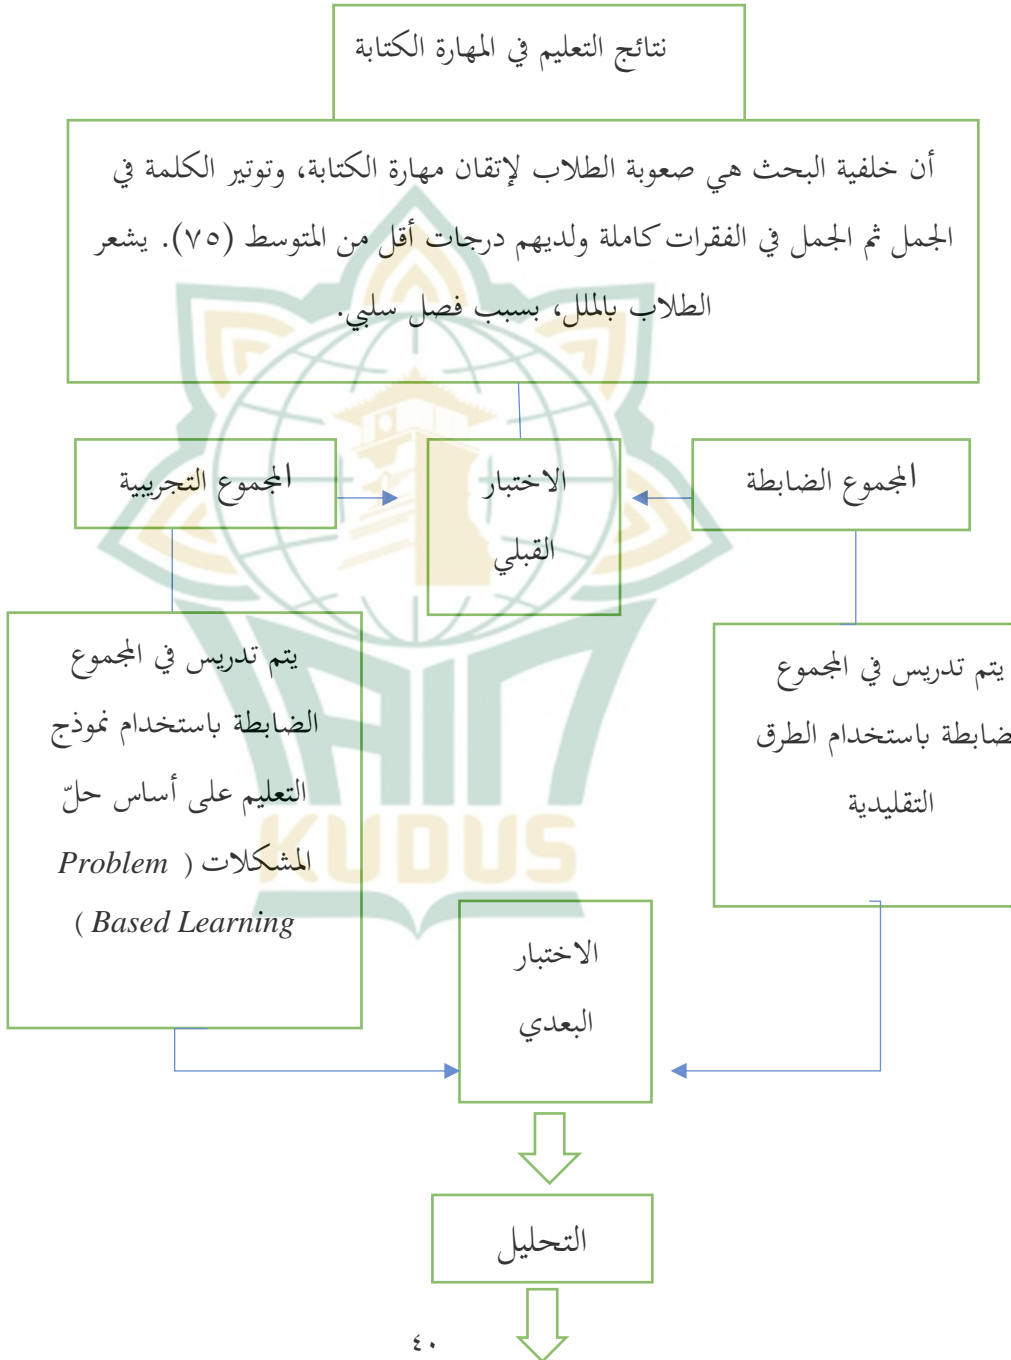 نتائج التعليم في المهارة الكتابة
أن خلفية البحث هي صعوبة الطلاب لإتقان مهارة الكتابة، وتوتير الكلمة في
الجمل ثم الجمل في الفقرات كاملة ولديهم درجات أقل من المتوسط (٧٥). يشعر
الطلاب بالملل، بسبب فصل سلبي.
المجموع الضابطة
الاختبار
القبلي
المجموع التجريبية
يتم تدريس في المجموع
ضابطة باستخدام الطرق
التقليدية
يتم تدريس في المجموع
الضابطة باستخدام نموذج
التعليم على أساس حلّ
المشكلات ( Problem
Based Learning )
الاختبار
البعدي
التحليل
٤٠
KUDUS